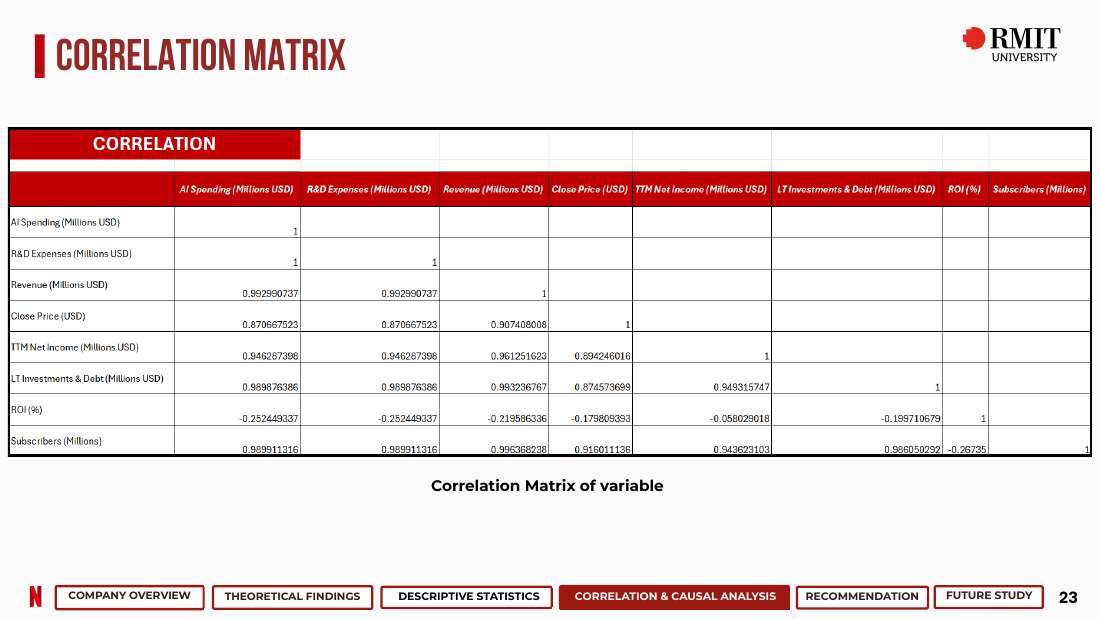 CORRELATION MATRIX
RMIT
UNIVERSITY
CORRELATION
AI Spending (Millions USD) R&D Expenses (Millions USD) Revenue (Millions USD) Close Price (USD) TTM Net Income (Millions USD) LT Investments & Debt (Millions USD) ROI (%) Subscribers (Millions)
AI Spending (Millions USD) 1
R&D Expenses (Millions USD) 1 1
Revenue (Millions USD) 0.992990737 0.992990737 1
Close Price (USD) 0.870667523 0.870667523 0.907408008 1
TTM Net Income (Millions USD) 0.946287398 0.946287398 0.961251623 0.894246016 1
LT Investments & Debt (Millions USD) 0.989876386 0.989876386 0.993236767 0.874573699 0.949315747 1
ROI (%) -0.252449337 -0.252449337 -0.219586336 -0.179809393 -0.058029018 -0.199710679 1
Subscribers (Millions) 0.989911316 0.989911316 0.996368238 0.916011136 0.943623103 0.986050292 -0.26735 1
Correlation Matrix of variable
N COMPANY OVERVIEW THEORETICAL FINDINGS DESCRIPTIVE STATISTICS CORRELATION & CAUSAL ANALYSIS RECOMMENDATION FUTURE STUDY 23